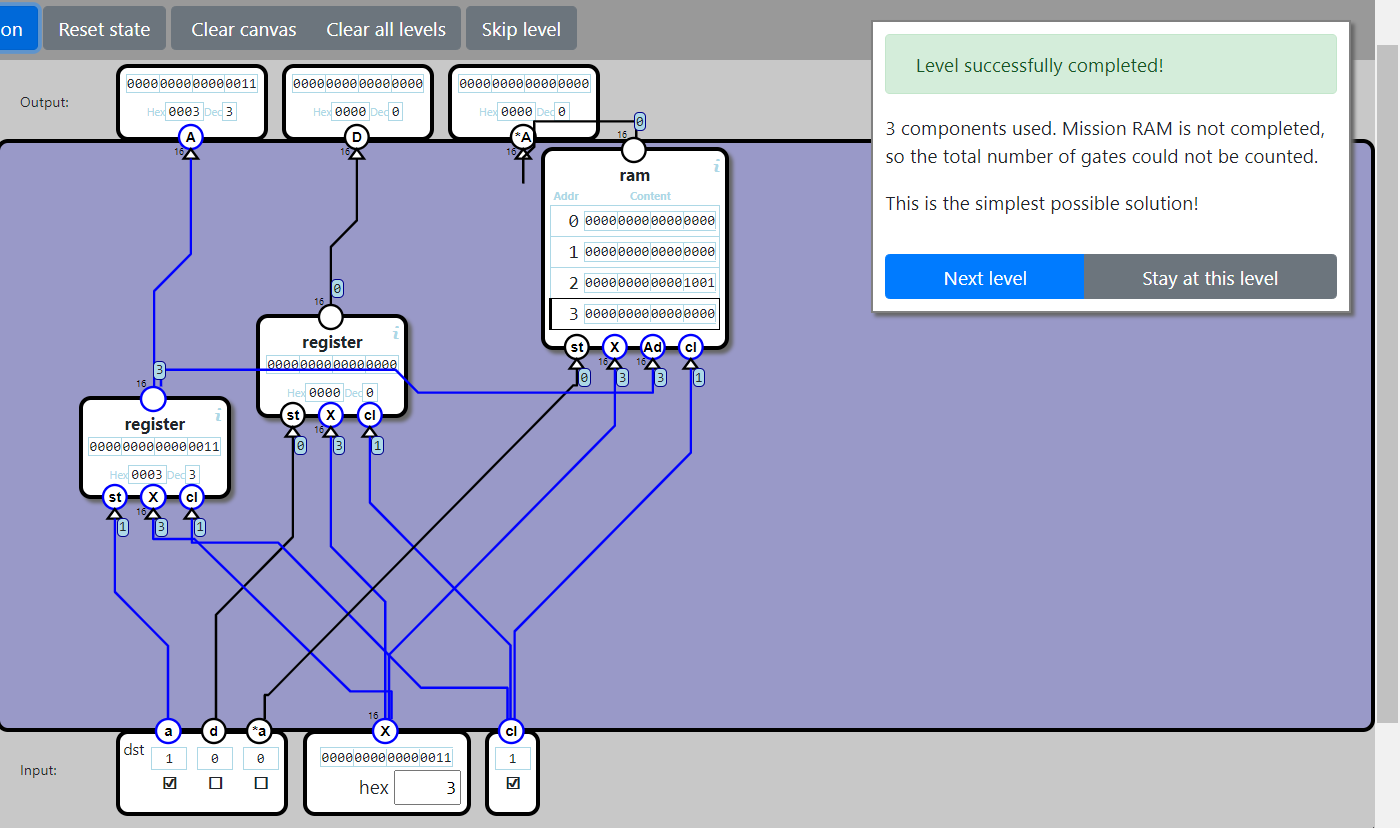 on Reset state Clear canvas Clear all levels Skip level
Level successfully completed!
3 components used. Mission RAM is not completed,
so the total number of gates could not be counted.
This is the simplest possible solution!
Next level Stay at this level
Output:
0000000000000011 0000000000000000 0000000000000000
Hex 0003 Dec 3 Hex 0000 Dec 0 Hex 0000 Dec 0
A D *A
16 16 16 16 0
ram i
Addr Content
0 0000000000000000
1 0000000000000000
2 0000000000001001
3 0000000000000000
st X Ad cl
16 16
0 3 3 1
16 0
register i
0000000000000000
Hex 0000 Dec 0
st X cl
16
0 3 1
16 3
register i
0000000000000011
Hex 0003 Dec 3
st X cl
16
1 3 1
16
a d *a X cl
Input:
dst 1 0 0
0000000000000011
hex 3
1